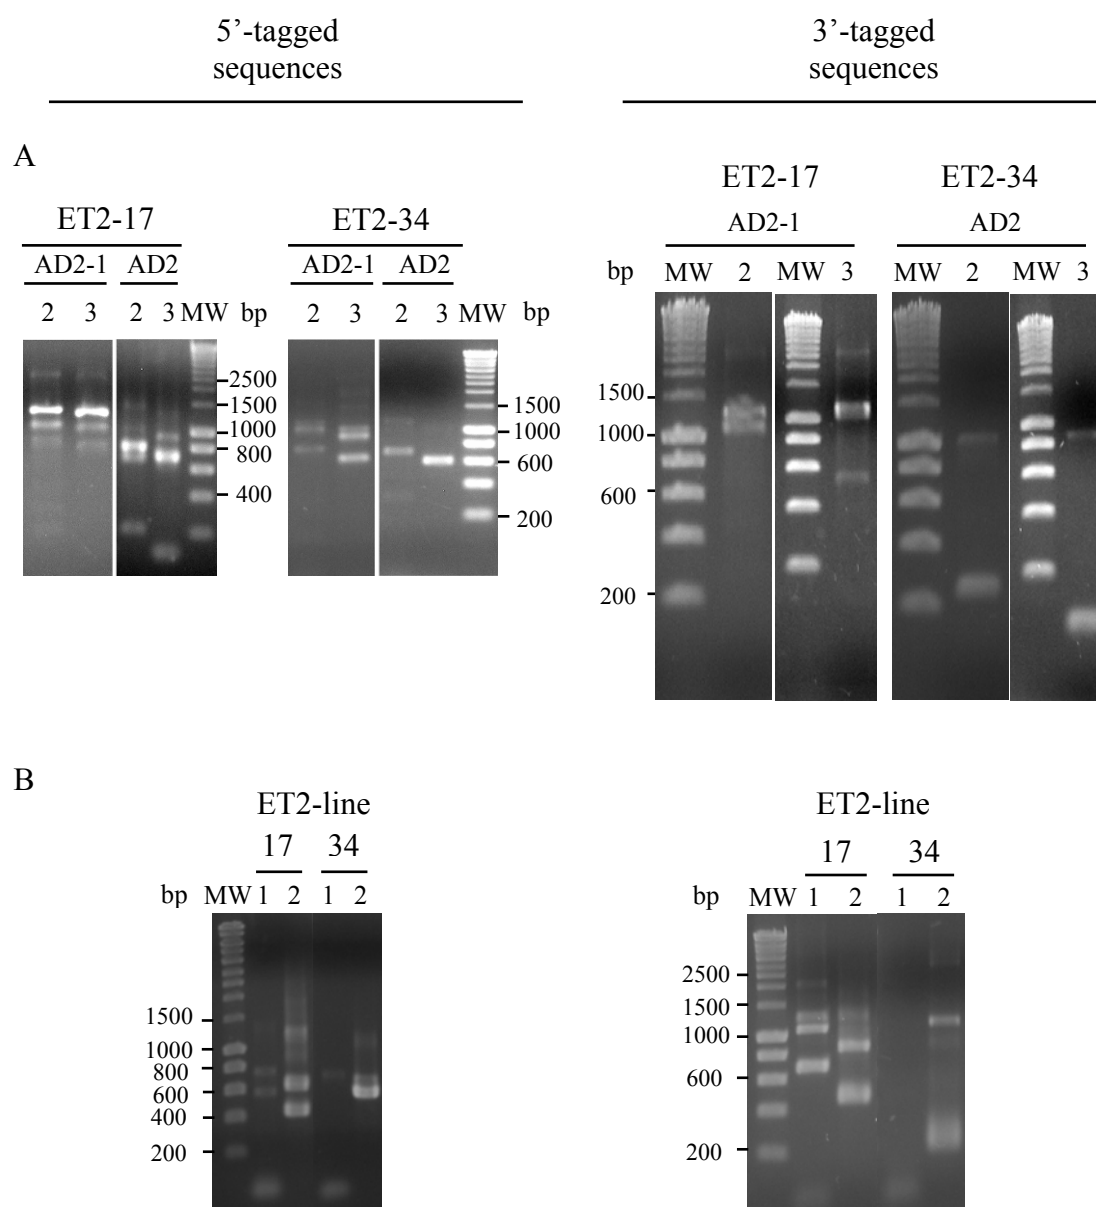 5’-tagged
sequences
3’-tagged
sequences
A
ET2-17
AD2-1 AD2
2 3 2 3 MW bp
2500
1500
1000
800
400
ET2-34
AD2-1 AD2
2 3 2 3 MW bp
1500
1000
600
200
ET2-17
AD2-1
bp MW 2 MW 3
1500
1000
600
200
ET2-34
AD2
MW 2 MW 3
B
ET2-line
17 34
bp MW 1 2 1 2
1500
1000
800
600
400
200
ET2-line
17 34
bp MW 1 2 1 2
2500
1500
1000
600
200